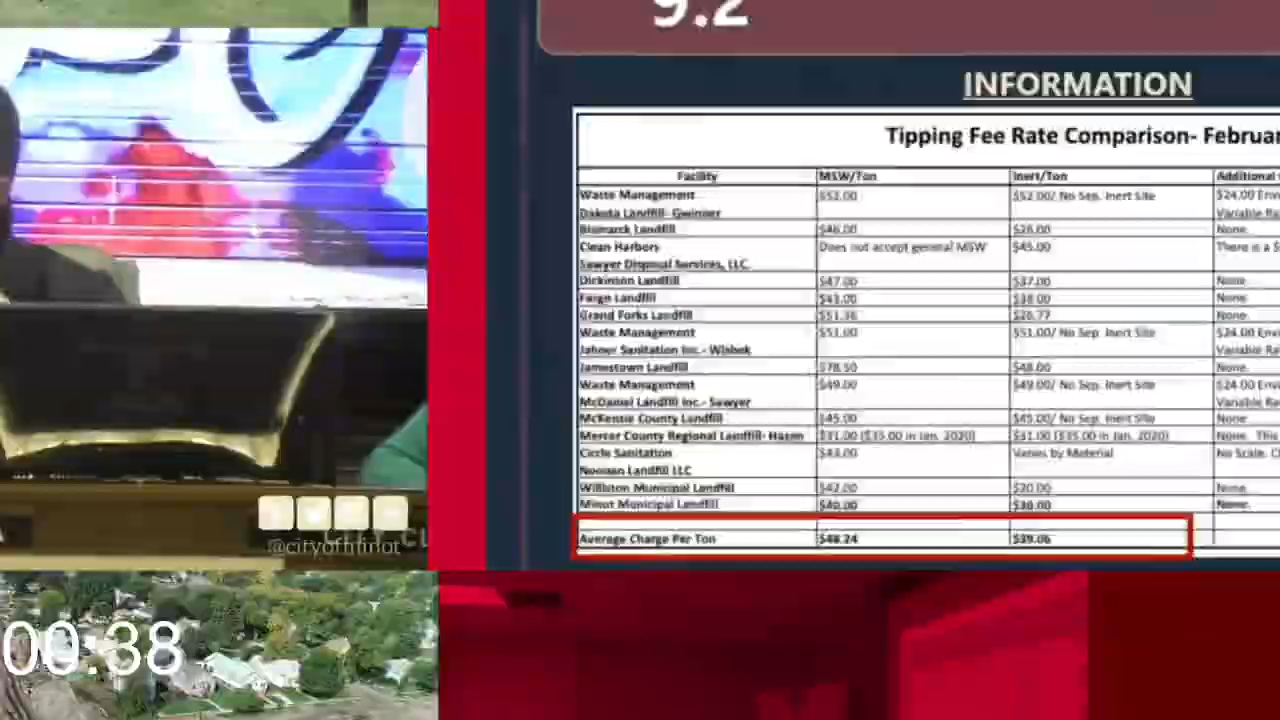 9.2
INFORMATION
Tipping Fee Rate Comparison- Februar
Facility MSW/Ton Inert/Ton Additional
Waste Management $52.00 $52.00/ No Sep. Inert Site $24.00 Env
Dakota Landfill- Gwinner Variable Ra
Bismarck Landfill $46.00 $26.00 None.
Clean Harbors Does not accept general MSW $45.00 There is a $
Sawyer Disposal Services, LLC
Dickinson Landfill $47.00 $37.00 None
Fargo Landfill $43.00 $38.00 None
Grand Forks Landfill $51.36 $26.77 None.
Waste Management $51.00 $51.00/ No Sep. Inert Site $24.00 Env
Jahner Sanitation Inc.- Wishek Variable Ra
Jamestown Landfill $78.50 $48.00 None.
Waste Management $49.00 $49.00/ No Sep. Inert Site $24.00 Env
McDaniel Landfill Inc.- Sawyer Variable Ra
McKenzie County Landfill $45.00 $45.00/ No Sep. Inert Site None
Mercer County Regional Landfill- Hazen $31.00 ($35.00 in Jan. 2020) $31.00 ($35.00 in Jan. 2020) None. This
Circle Sanitation $43.00 Varies by Material No Scale. C
Noonan Landfill LLC
Williston Municipal Landfill $42.00 $30.00 None
Minot Municipal Landfill $40.00 $30.00 None.
Average Charge Per Ton $48.24 $39.06
@cityofminot
00:38